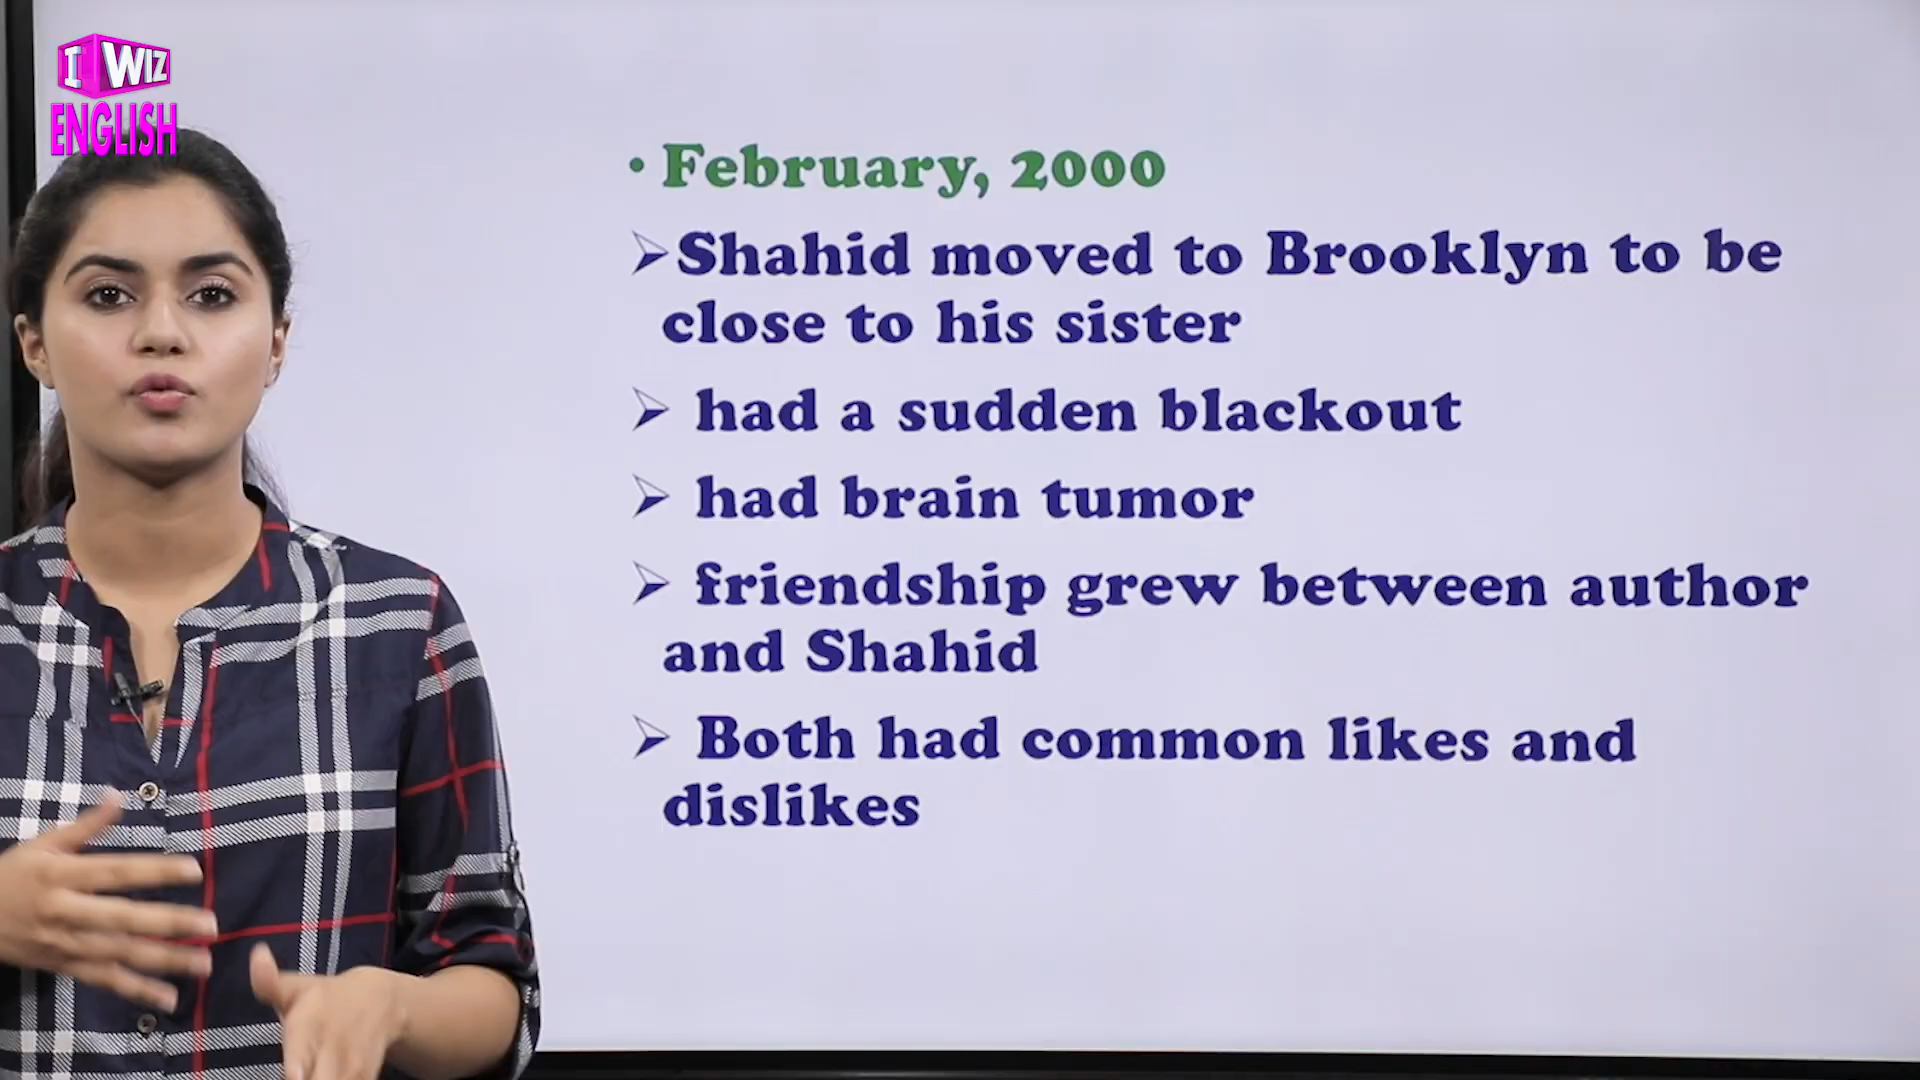 I WIZ
ENGLISH
• February, 2000
➢Shahid moved to Brooklyn to be
close to his sister
➢ had a sudden blackout
➢ had brain tumor
➢ friendship grew between author
and Shahid
➢ Both had common likes and
dislikes